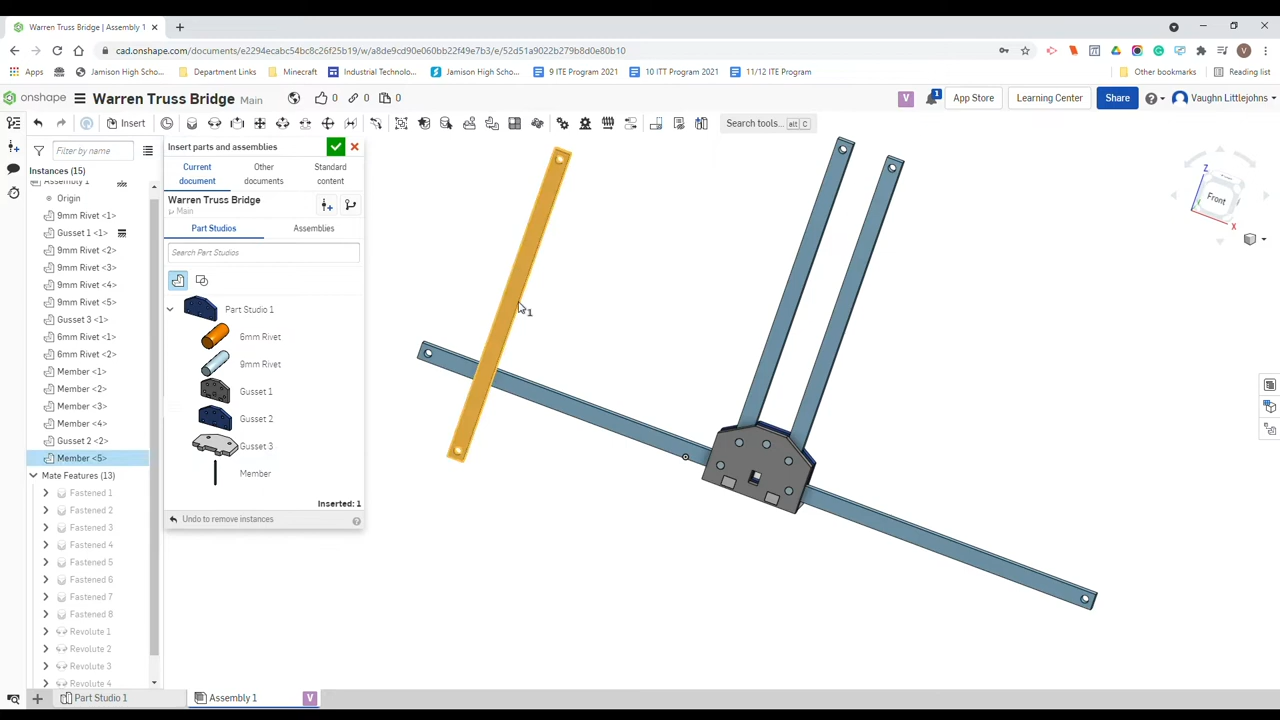 Warren Truss Bridge | Assembly 1
cad.onshape.com/documents/e2294ecabc54bc8c26f25b19/w/a8de9cd90e060bb22f49e7b3/e/52d51a9022b279b8d0e80b10
V
Apps
Jamison High Scho...
Department Links
Minecraft
Industrial Technolo...
Jamison High Scho...
9 ITE Program 2021
10 ITT Program 2021
11/12 ITE Program
Other bookmarks
Reading list
onshape
Warren Truss Bridge Main
0
0
0
V
1
App Store
Learning Center
Share
Vaughn Littlejohns
Insert
Search tools... alt C
Filter by name
Instances (15)
Assembly 1
Origin
9mm Rivet <1>
Gusset 1 <1>
9mm Rivet <2>
9mm Rivet <3>
9mm Rivet <4>
9mm Rivet <5>
Gusset 3 <1>
6mm Rivet <1>
6mm Rivet <2>
Member <1>
Member <2>
Member <3>
Member <4>
Gusset 2 <2>
Member <5>
Mate Features (13)
Fastened 1
Fastened 2
Fastened 3
Fastened 4
Fastened 5
Fastened 6
Fastened 7
Fastened 8
Revolute 1
Revolute 2
Revolute 3
Revolute 4
Insert parts and assemblies
Current document
Other documents
Standard content
Warren Truss Bridge
Main
Part Studios
Assemblies
Search Part Studios
Part Studio 1
6mm Rivet
9mm Rivet
Gusset 1
Gusset 2
Gusset 3
Member
Inserted: 1
Undo to remove instances
1
Z
Front
X
Part Studio 1
Assembly 1
V